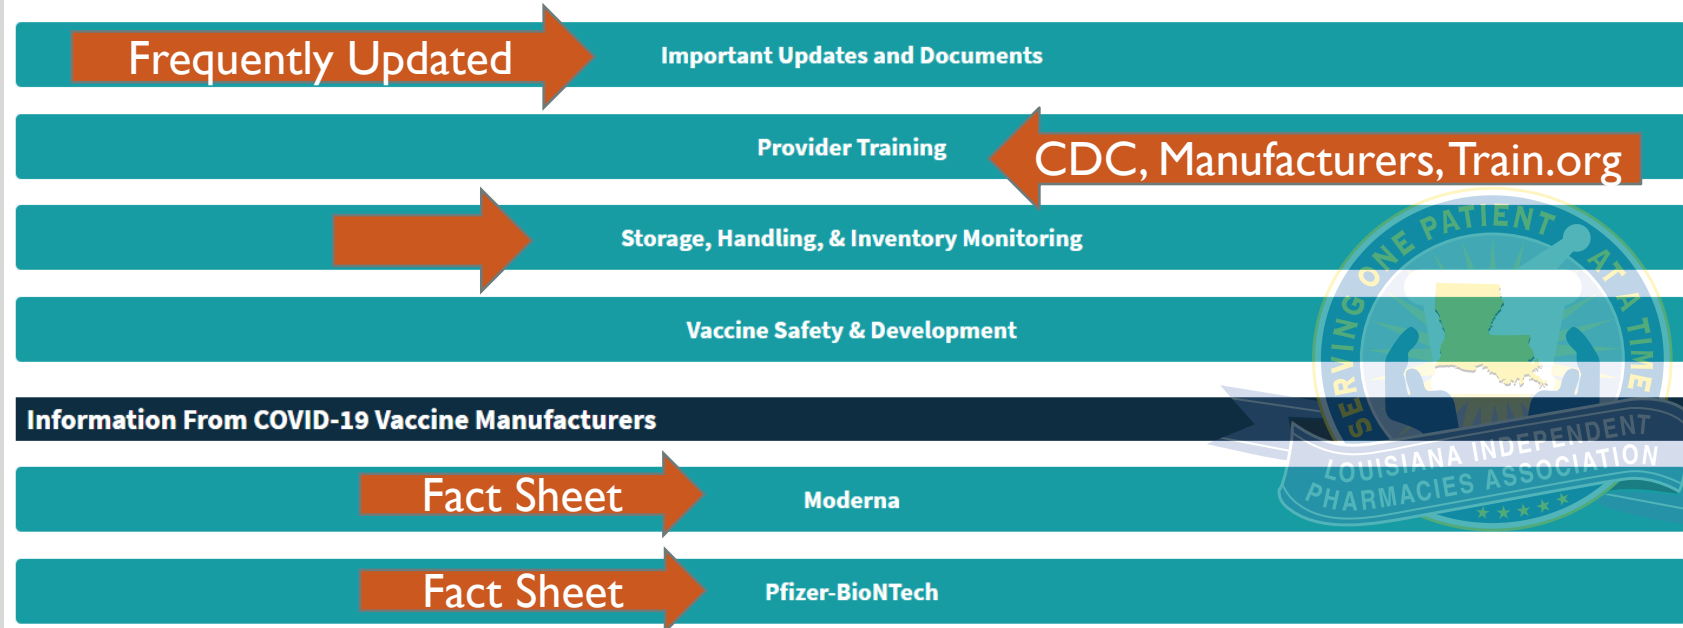 Frequently Updated
Important Updates and Documents
Provider Training
CDC, Manufacturers, Train.org
Storage, Handling, & Inventory Monitoring
SERVING ONE PATIENT AT A TIME
Vaccine Safety & Development
Information From COVID-19 Vaccine Manufacturers
LOUISIANA INDEPENDENT
PHARMACIES ASSOCIATION
Fact Sheet
Moderna
Fact Sheet
Pfizer-BioNTech